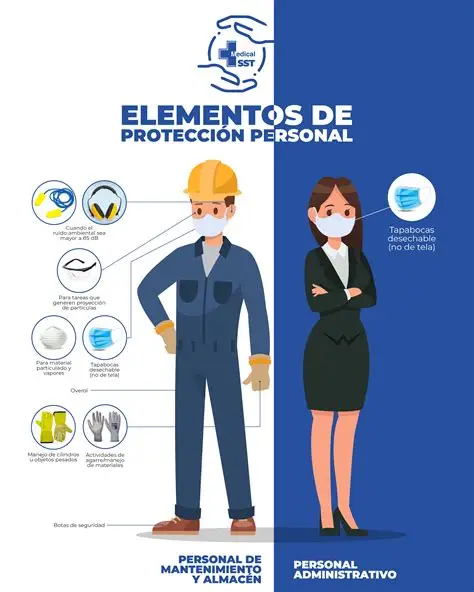 Medical
SST
ELEMENTOS DE
PROTECCIÓN PERSONAL
Cuando el
ruido ambiental sea
mayor a 85 dB
Para tareas que
generen proyección
de partículas
Para material
particulado y
vapores
Tapabocas
desechable
(no de tela)
Overol
Manejo de cilindros
u objetos pesados
Actividades de
agarre/manejo
de materiales
Botas de seguridad
PERSONAL DE
MANTENIMIENTO
Y ALMACÉN
Tapabocas
desechable
(no de tela)
PERSONAL
ADMINISTRATIVO